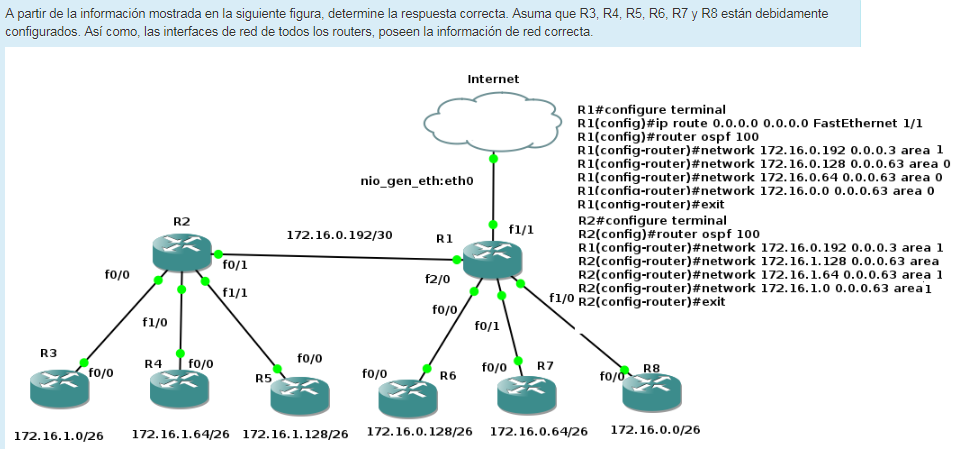 A partir de la información mostrada en la siguiente figura, determine la respuesta correcta. Asuma que R3, R4, R5, R6, R7 y R8 están debidamente
configurados. Así como, las interfaces de red de todos los routers, poseen la información de red correcta.
Internet
R1#configure terminal
R1(config)#ip route 0.0.0.0 0.0.0.0 FastEthernet 1/1
R1(config)#router ospf 100
R1(config-router)#network 172.16.0.192 0.0.0.3 area 1
R1(config-router)#network 172.16.0.128 0.0.0.63 area 0
R1(config-router)#network 172.16.0.64 0.0.0.63 area 0
R1(config-router)#network 172.16.0.0 0.0.0.63 area 0
R1(config-router)#exit
R2#configure terminal
R2(config)#router ospf 100
R1(config-router)#network 172.16.0.192 0.0.0.3 area 1
R2(config-router)#network 172.16.1.128 0.0.0.63 area
R2(config-router)#network 172.16.1.64 0.0.0.63 area 1
R2(config-router)#network 172.16.1.0 0.0.0.63 area1
R2(config-router)#exit
nio_gen_eth:eth0
R2
172.16.0.192/30
R1
f1/1
f0/1
f0/0
f2/0
f1/1
f1/0
f0/0
f1/0
f0/1
R3
f0/0
R4
f0/0
R5
f0/0
f0/0
R6
f0/0
R7
f0/0
R8
172.16.1.0/26
172.16.1.64/26
172.16.1.128/26
172.16.0.128/26
172.16.0.64/26
172.16.0.0/26